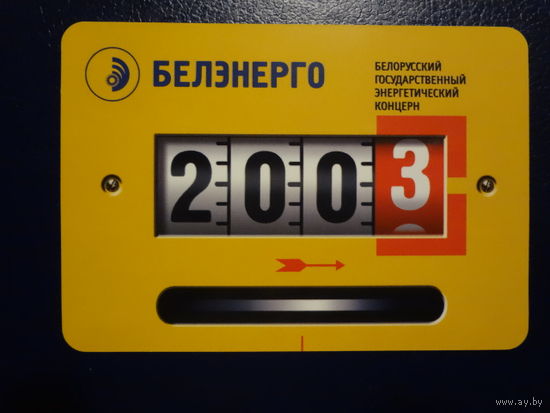 БЕЛЭНЕРГО
БЕЛОРУССКИЙ
ГОСУДАРСТВЕННЫЙ
ЭНЕРГЕТИЧЕСКИЙ
КОНЦЕРН
2003
www.ay.by